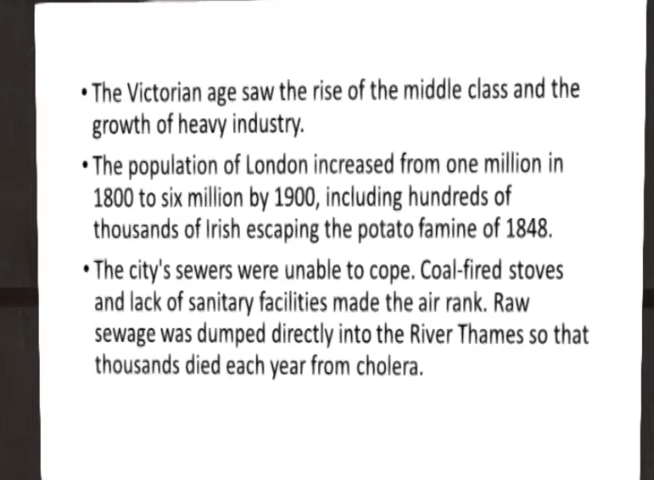 • The Victorian age saw the rise of the middle class and the
growth of heavy industry.
• The population of London increased from one million in
1800 to six million by 1900, including hundreds of
thousands of Irish escaping the potato famine of 1848.
• The city's sewers were unable to cope. Coal-fired stoves
and lack of sanitary facilities made the air rank. Raw
sewage was dumped directly into the River Thames so that
thousands died each year from cholera.